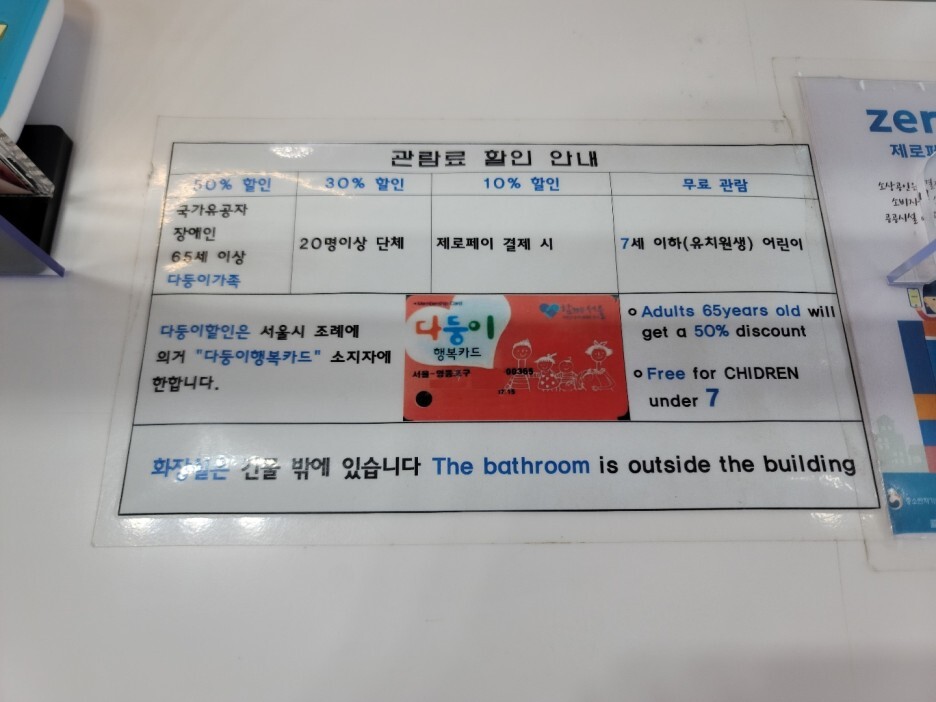 관람료 할인 안내
50% 할인 30% 할인 10% 할인 무료 관람
국가유공자
장애인
65세 이상
다둥이가족
20명이상 단체
제로페이 결제 시
7세 이하(유치원생) 어린이
다둥이할인은 서울시 조례에
의거 "다둥이행복카드" 소지자에
한합니다.
다둥이
행복카드
서울-영등포구
o Adults 65years old will
get a 50% discount
o Free for CHIDREN
under 7
화장실은 건물 밖에 있습니다 The bathroom is outside the building
zer
제로페